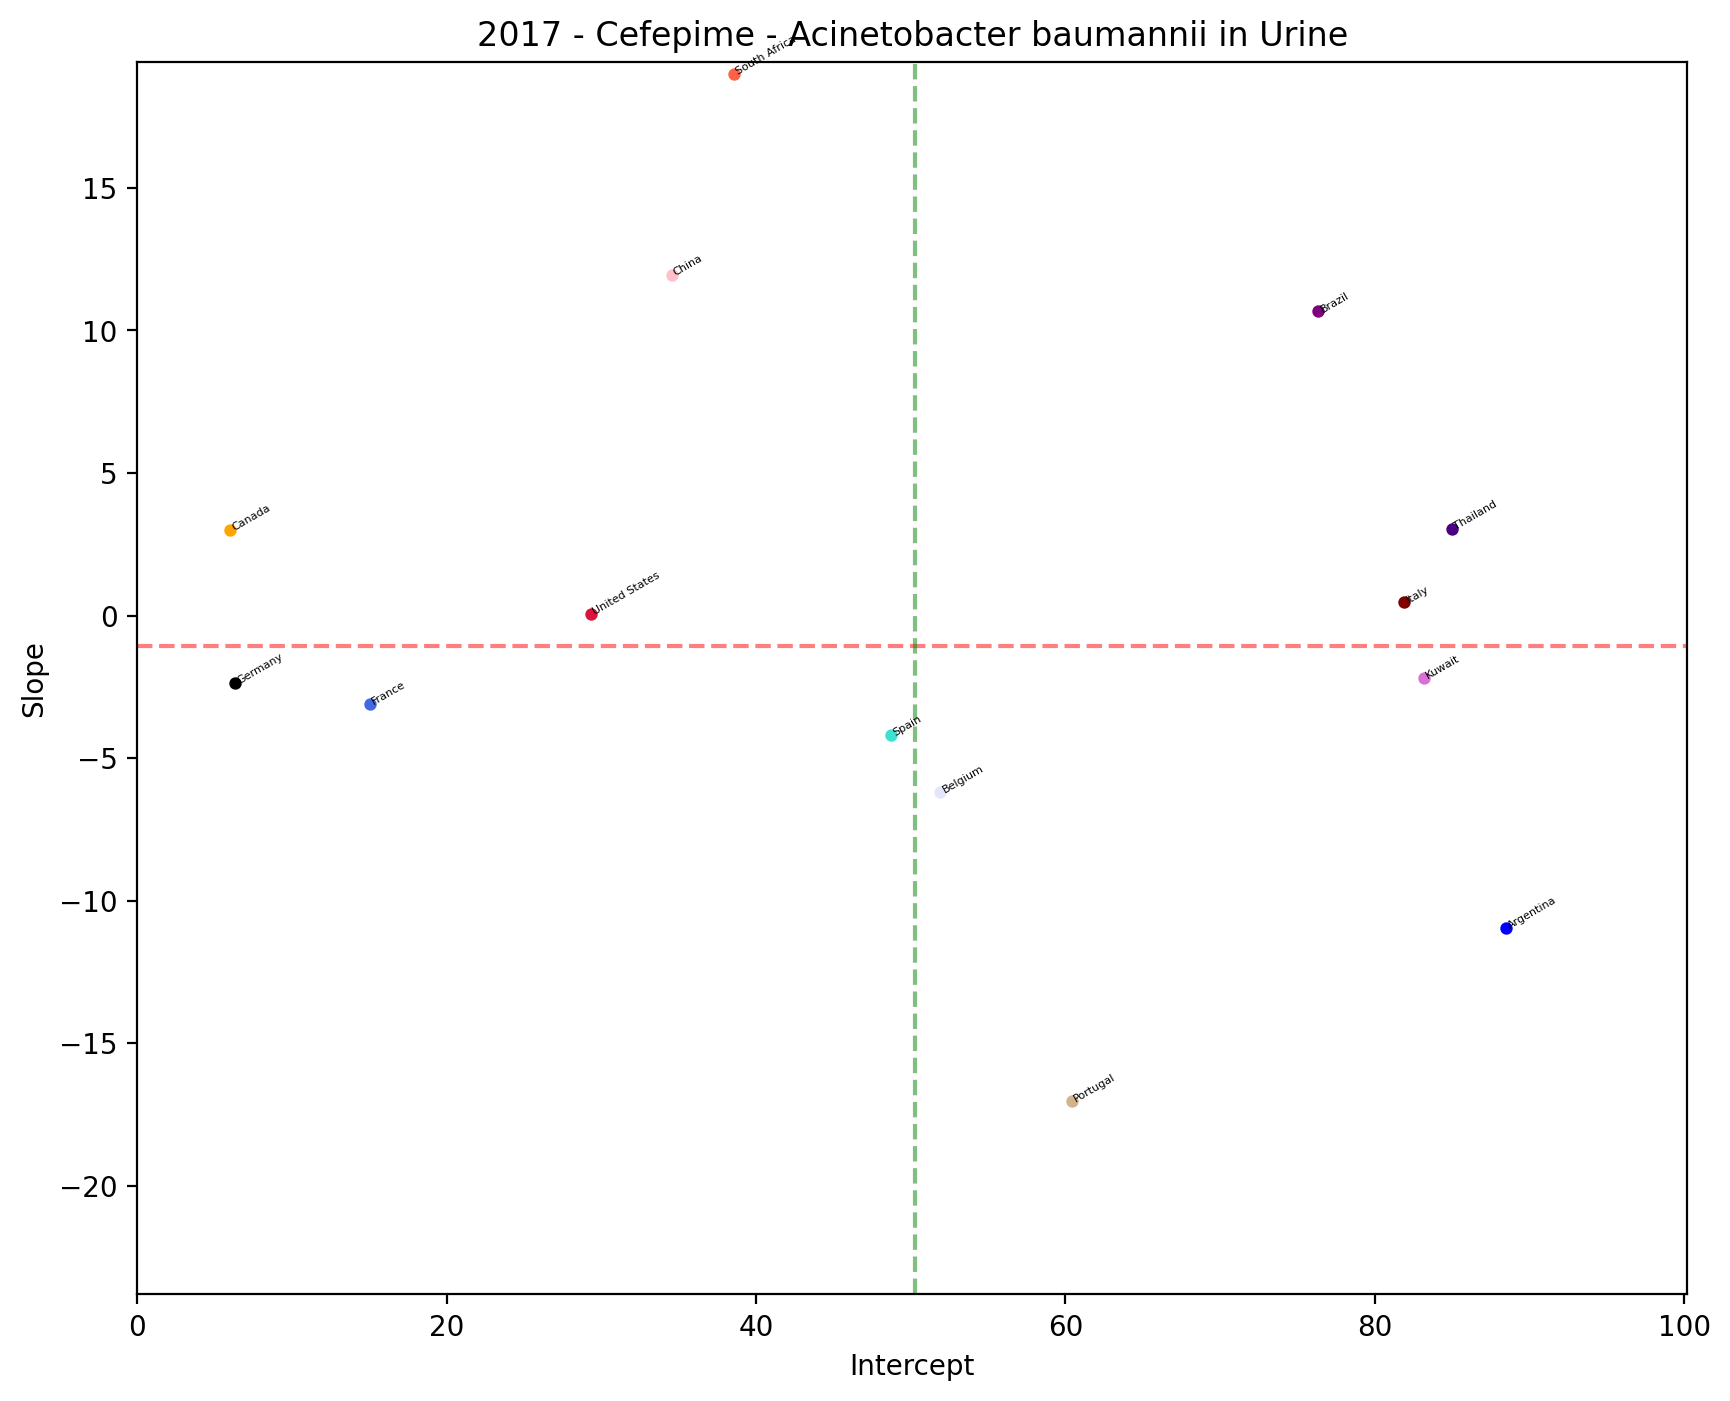 2017 - Cefepime - Acinetobacter baumannii in Urine
South Africa
15
China
10
Brazil
5
Canada
Thailand
United States
Italy
0
Germany
Kuwait
France
Slope
Spain
−5
Belgium
−10
Argentina
−15
Portugal
−20
0 20 40 60 80 100
Intercept